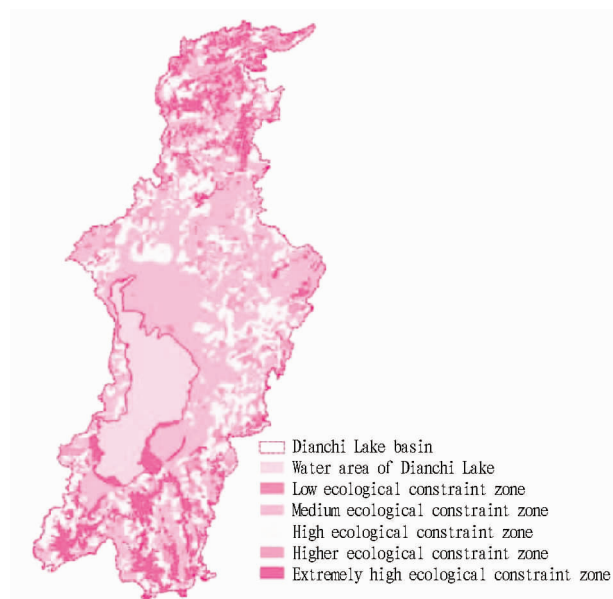 Dianchi Lake basin
Water area of Dianchi Lake
Low ecological constraint zone
Medium ecological constraint zone
High ecological constraint zone
Higher ecological constraint zone
Extremely high ecological constraint zone